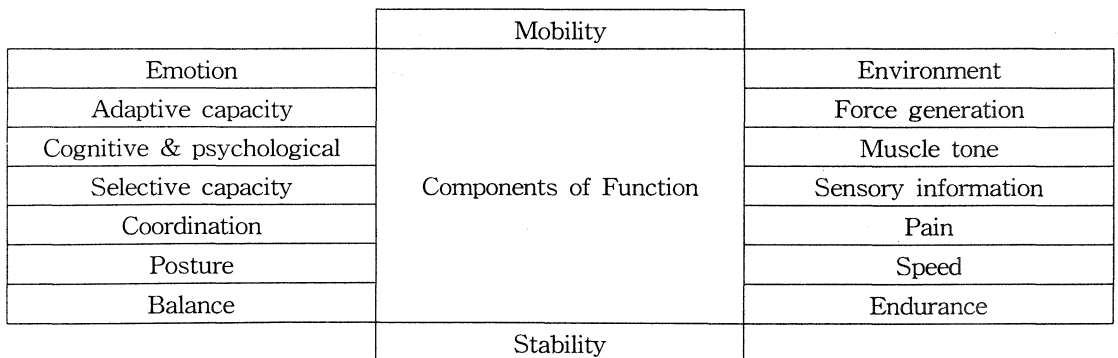 Mobility
Emotion
Environment
Adaptive capacity
Force generation
Cognitive & psychological
Muscle tone
Selective capacity
Components of Function
Sensory information
Coordination
Pain
Posture
Speed
Balance
Endurance
Stability